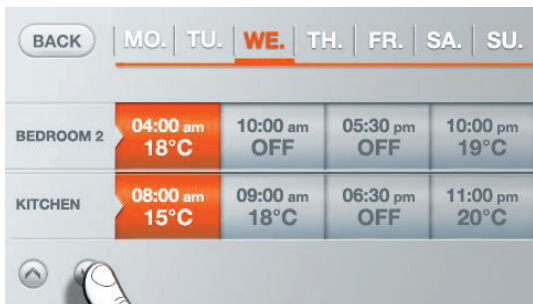 BACK MO. TU. WE. TH. FR. SA. SU.
BEDROOM 2 04:00 am 10:00 am 05:30 pm 10:00 pm
18°C OFF OFF 19°C
KITCHEN 08:00 am 09:00 am 06:30 pm 11:00 pm
15°C 18°C OFF 20°C